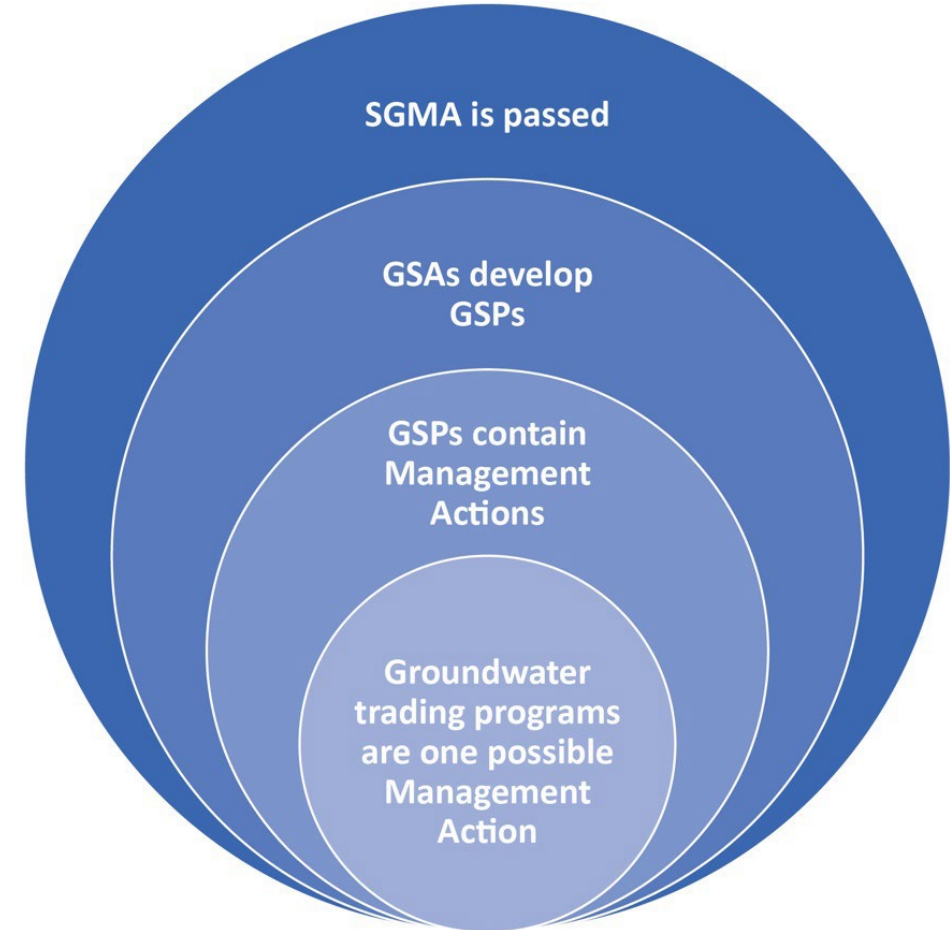 SGMA is passed
GSAs develop
GSPs
GSPs contain
Management
Actions
Groundwater
trading programs
are one possible
Management
Action